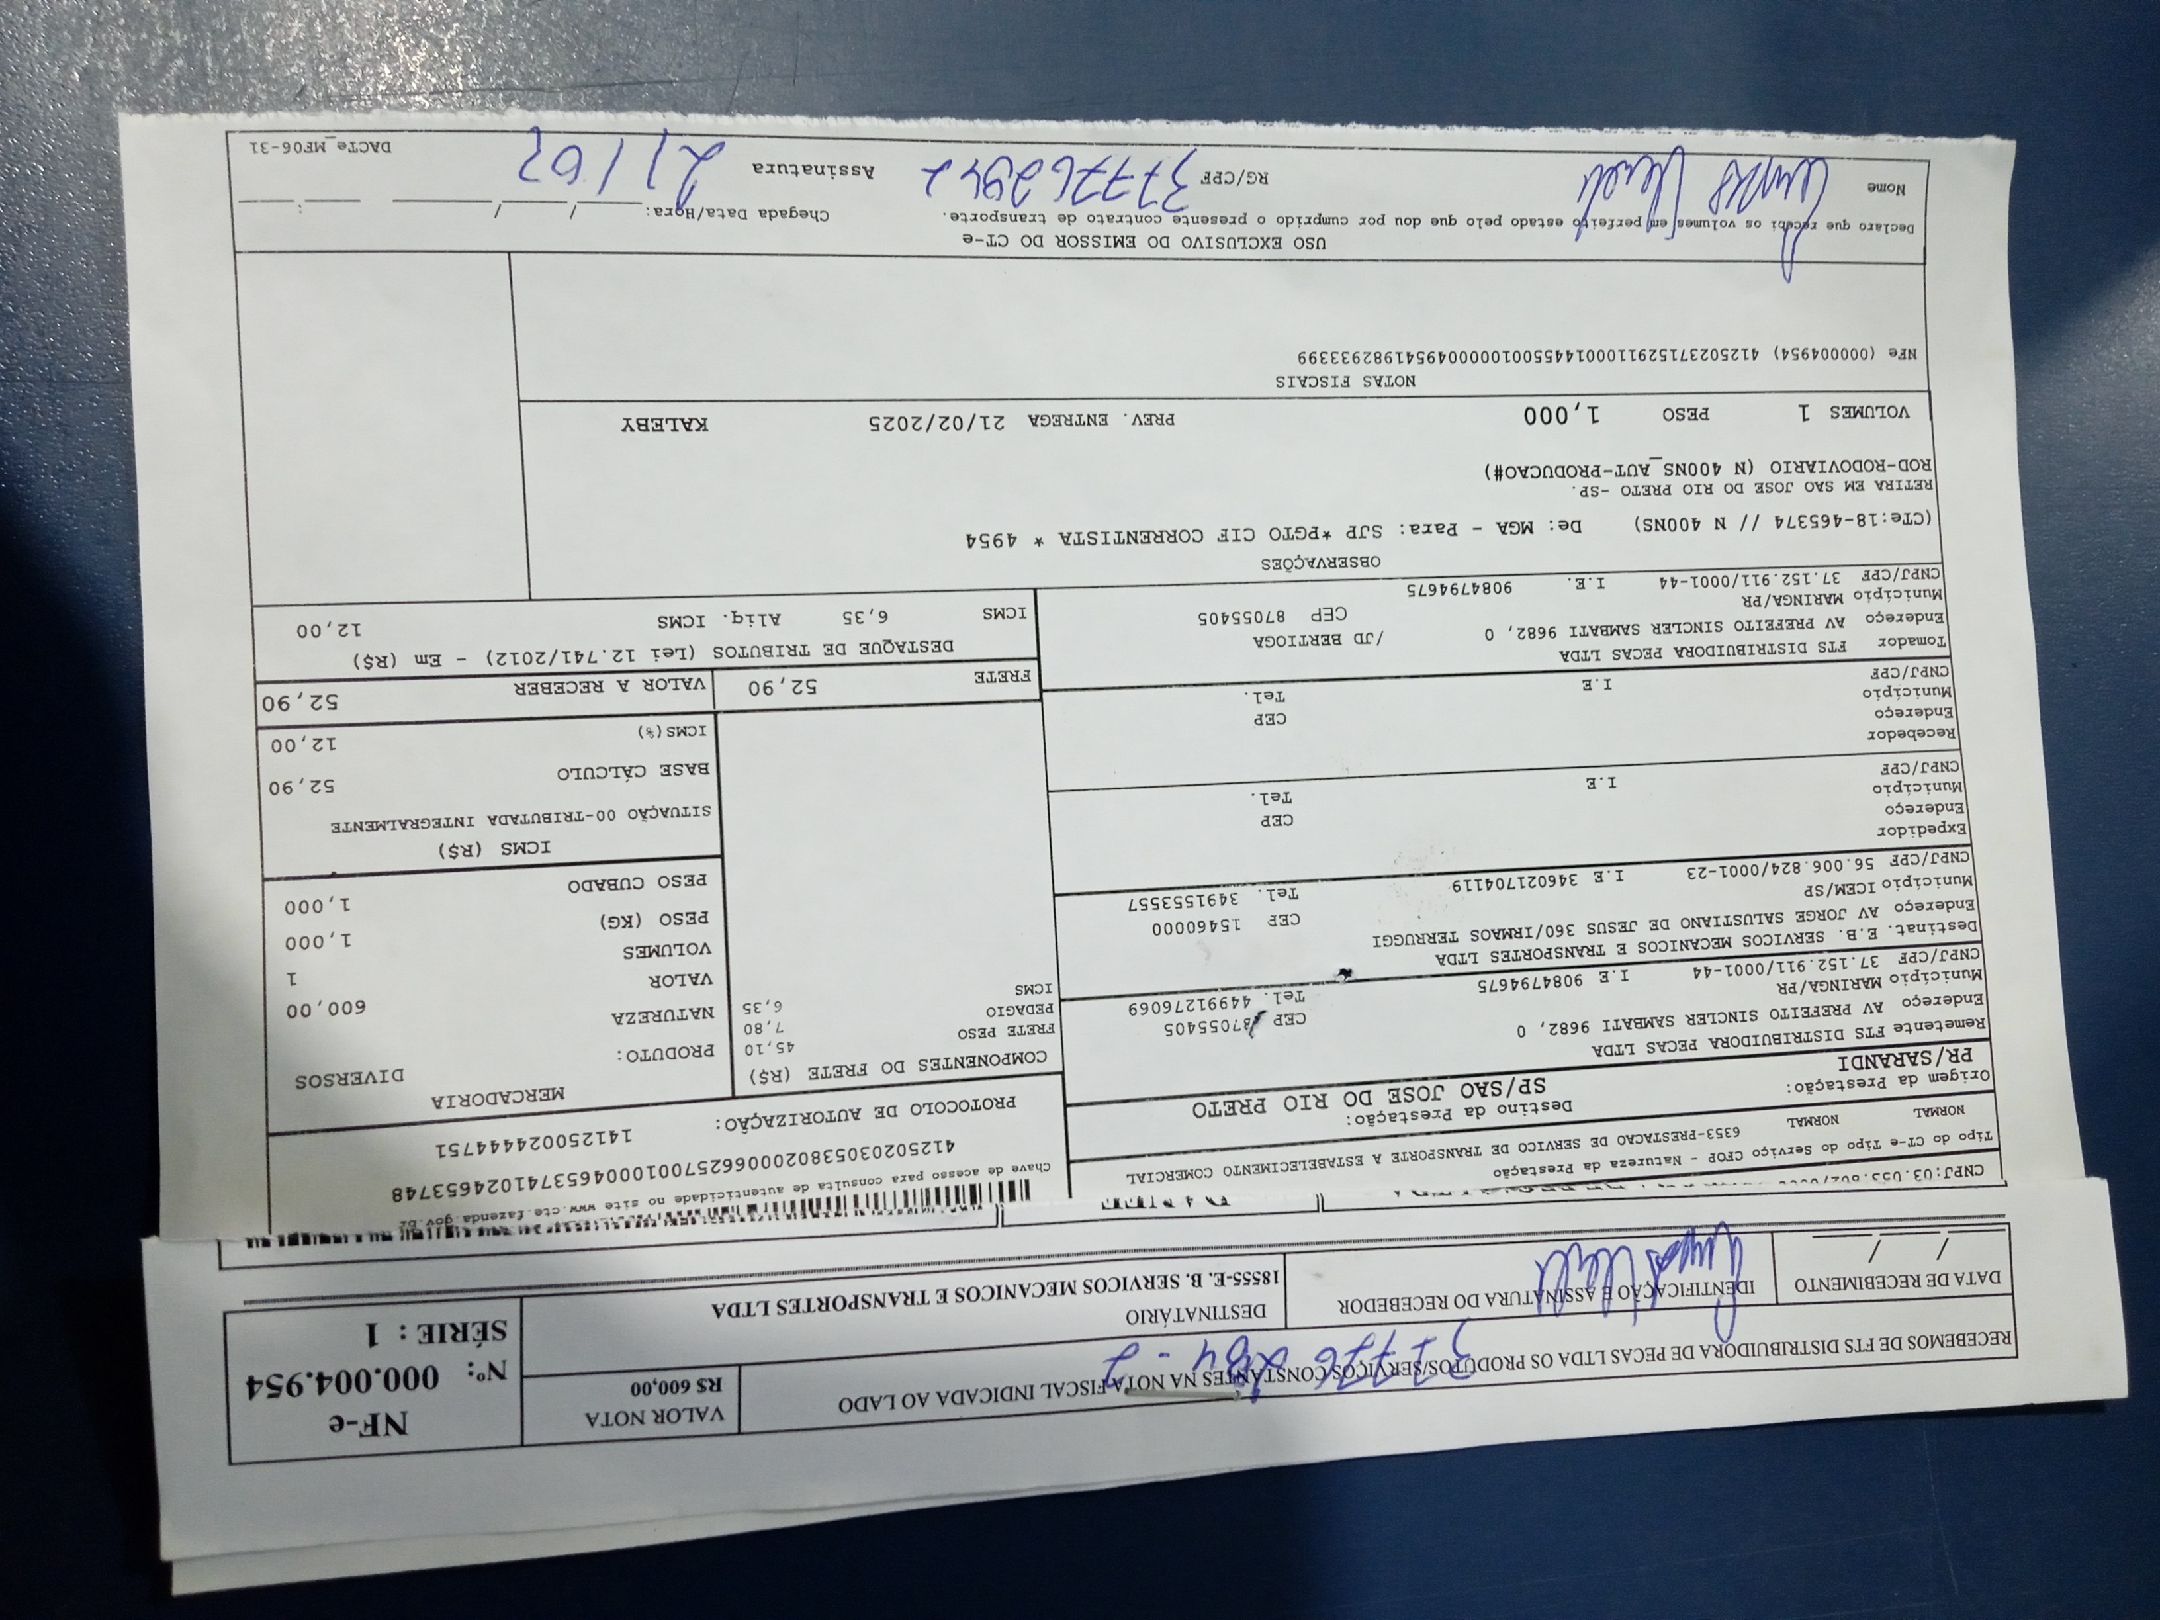 RECEBEMOS DE FTS DISTRIBUIDORA DE PECAS LTDA OS PRODUTOS/SERVIÇOS CONSTANTES NA NOTA FISCAL INDICADA AO LADO
VALOR NOTA
R$ 600,00
NF-e
Nº: 000.004.954
SÉRIE : 1
DATA DE RECEBIMENTO
/ /
IDENTIFICAÇÃO E ASSINATURA DO RECEBEDOR
DESTINATÁRIO
18555-E. B. SERVICOS MECANICOS E TRANSPORTES LTDA
Tipo do CT-e Tipo do Serviço CFOP - Natureza da Prestação
NORMAL NORMAL 6353-PRESTACAO DE SERVICO DE TRANSPORTE A ESTABELECIMENTO COMERCIAL
Origem da Prestação: Destino da Prestação:
PR/SARANDI SP/SAO JOSE DO RIO PRETO
Chave de acesso para consulta de autenticidade no site www.cte.fazenda.gov.br
41250203053802000662570010004653741024653748
PROTOCOLO DE AUTORIZAÇÃO: 141250024444751
Remetente FTS DISTRIBUIDORA PECAS LTDA
Endereço AV PREFEITO SINCLER SAMBATI 9682, 0 CEP 87055405
Município MARINGA/PR Tel. 44991276069
CNPJ/CPF 37.152.911/0001-44 I.E 9084794675
Destinat. E.B. SERVICOS MECANICOS E TRANSPORTES LTDA
Endereço AV JORGE SALUSTIANO DE JESUS 360/IRMAOS TERRUGGI CEP 15460000
Município ICEM/SP Tel. 3491553557
CNPJ/CPF 56.006.824/0001-23 I.E 346021704119
Expedidor
Endereço CEP
Município Tel.
CNPJ/CPF I.E
Recebedor
Endereço CEP
Município Tel.
CNPJ/CPF I.E
Tomador FTS DISTRIBUIDORA PECAS LTDA
Endereço AV PREFEITO SINCLER SAMBATI 9682, 0 /JD BERTIOGA
Município MARINGA/PR CEP 87055405
CNPJ/CPF 37.152.911/0001-44 I.E. 9084794675
COMPONENTES DO FRETE (R$)
FRETE PESO 45,10
PEDAGIO 7,80
ICMS 6,35
MERCADORIA
PRODUTO: DIVERSOS
NATUREZA
VALOR 600,00
VOLUMES 1
PESO (KG) 1,000
PESO CUBADO 1,000
ICMS (R$)
SITUAÇÃO 00-TRIBUTADA INTEGRALMENTE
BASE CÁLCULO 52,90
ICMS(%) 12,00
FRETE 52,90 VALOR A RECEBER 52,90
DESTAQUE DE TRIBUTOS (Lei 12.741/2012) - Em (R$)
ICMS 6,35 Aliq. ICMS 12,00
OBSERVAÇÕES
(CTe:18-465374 // N 400NS) De: MGA - Para: SJP *PGTO CIF CORRENTISTA * 4954
RETIRA EM SAO JOSE DO RIO PRETO -SP.
ROD-RODOVIARIO (N 400NS_AUT-PRODUCAO#)
VOLUMES 1 PESO 1,000 PREV. ENTREGA 21/02/2025 KALEBY
NOTAS FISCAIS
NFe (000004954) 41250237152911000144550010000049541982933399
USO EXCLUSIVO DO EMISSOR DO CT-e
Declaro que recebi os volumes em perfeito estado pelo que dou por cumprido o presente contrato de transporte. Chegada Data/Hora: / / :
Nome RG/CPF Assinatura 21/02
DACTe_MF06-31